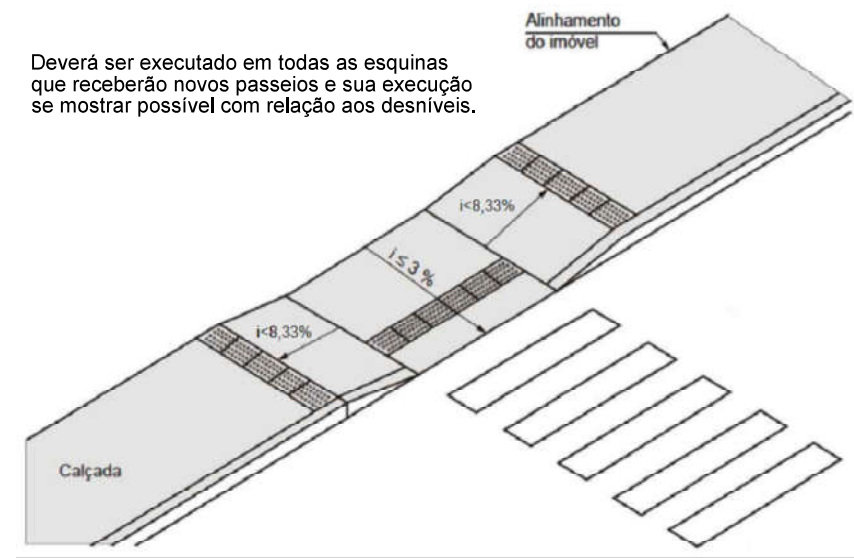 Alinhamento
do imóvel
Deverá ser executado em todas as esquinas
que receberão novos passeios e sua execução
se mostrar possível com relação aos desníveis.
i<8,33%
i ≤ 3 %
i<8,33%
Calçada